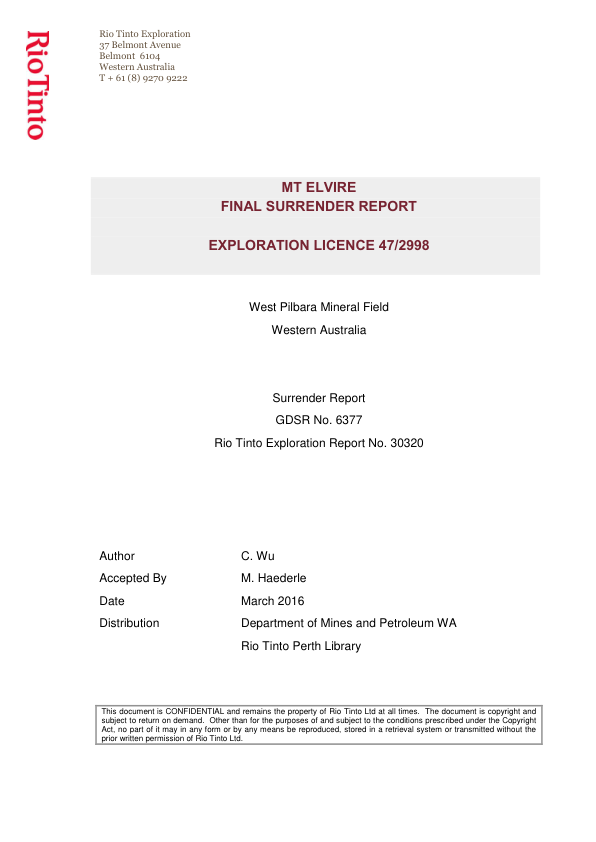 RioTinto
Rio Tinto Exploration
37 Belmont Avenue
Belmont 6104
Western Australia
T + 61 (8) 9270 9222
MT ELVIRE
FINAL SURRENDER REPORT
EXPLORATION LICENCE 47/2998
West Pilbara Mineral Field
Western Australia
Surrender Report
GDSR No. 6377
Rio Tinto Exploration Report No. 30320
Author C. Wu
Accepted By M. Haederle
Date March 2016
Distribution Department of Mines and Petroleum WA
Rio Tinto Perth Library
This document is CONFIDENTIAL and remains the property of Rio Tinto Ltd at all times. The document is copyright and
subject to return on demand. Other than for the purposes of and subject to the conditions prescribed under the Copyright
Act, no part of it may in any form or by any means be reproduced, stored in a retrieval system or transmitted without the
prior written permission of Rio Tinto Ltd.